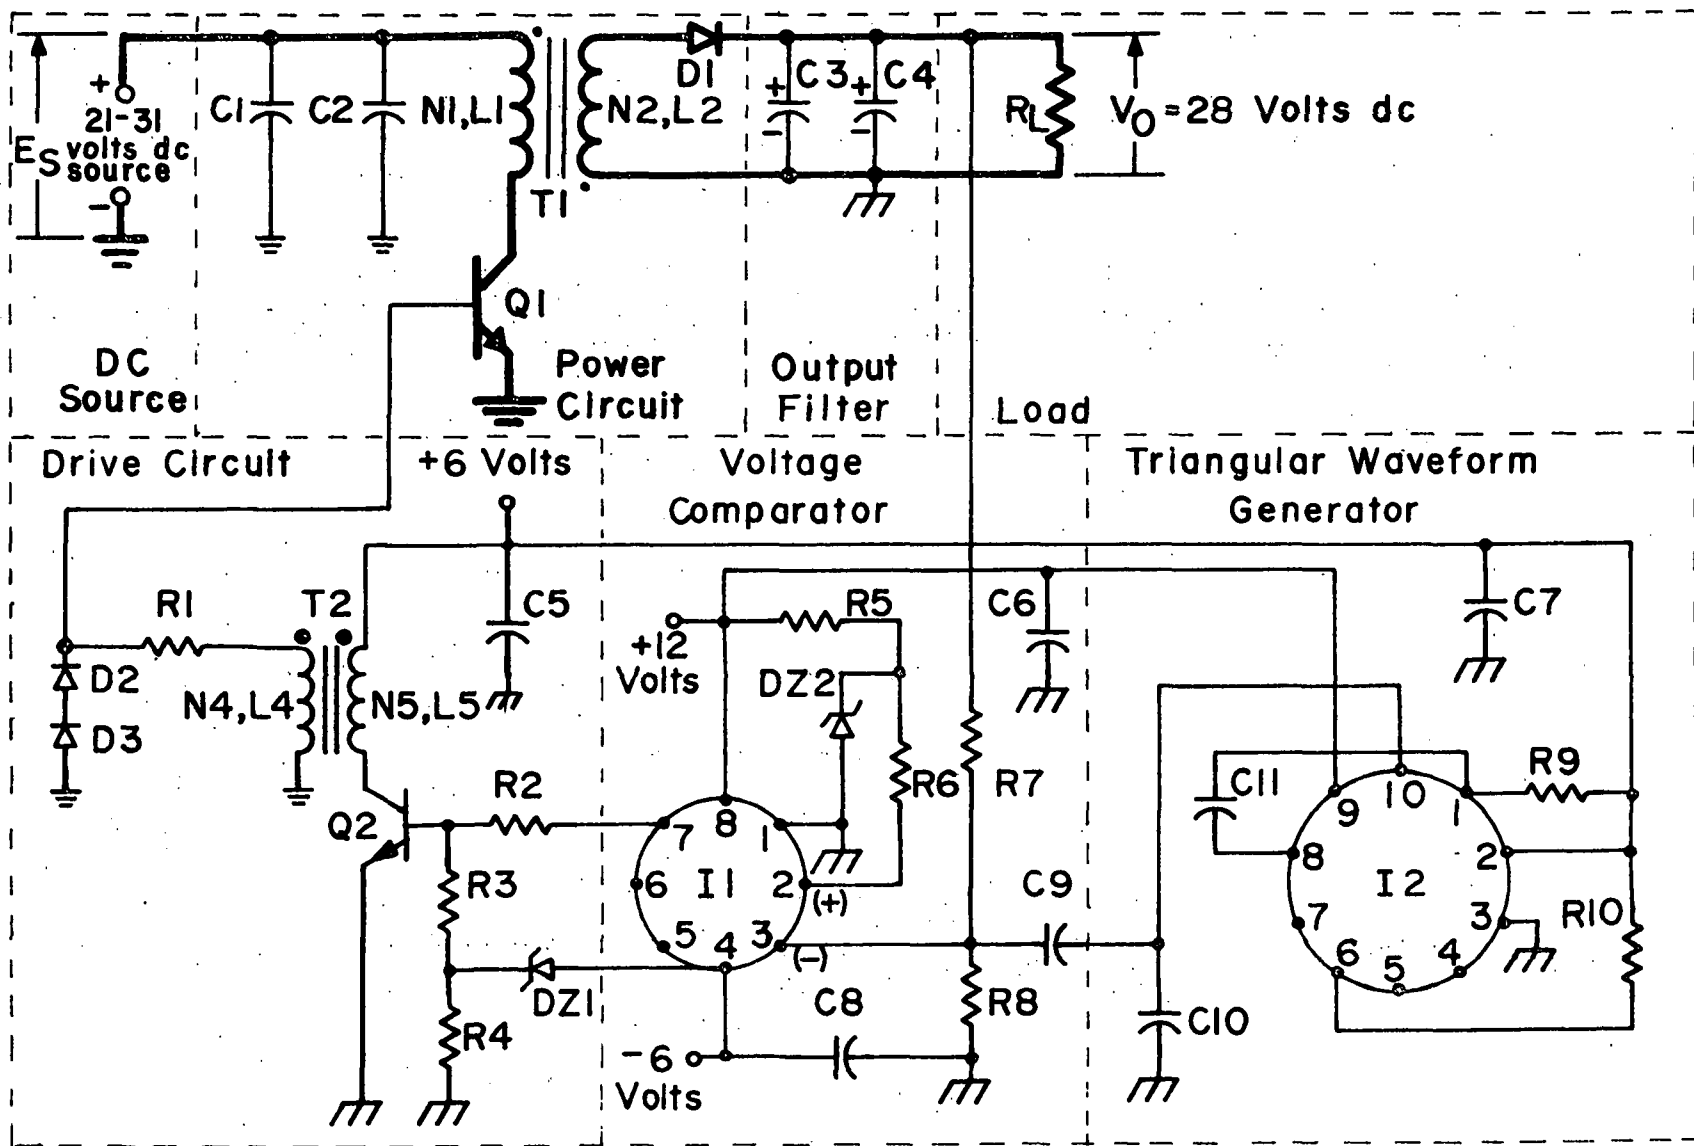 +
21-31
volts dc
source
−
E_S
C1
C2
N1,L1
T1
N2,L2
D1
+
C3
−
+
C4
−
R_L
V_O = 28 Volts dc
Q1
DC
Source
Power
Circuit
Output
Filter
Load
Drive Circuit
+6 Volts
Voltage
Comparator
Triangular Waveform
Generator
R1
T2
C5
D2
D3
N4,L4
N5,L5
Q2
R2
R3
R4
DZ1
+12
Volts
R5
DZ2
R6
R7
C6
C7
I1
1
2
(+)
3
(−)
4
5
6
7
8
C8
−6
Volts
R8
C9
C10
C11
I2
1
2
3
4
5
6
7
8
9
10
R9
R10